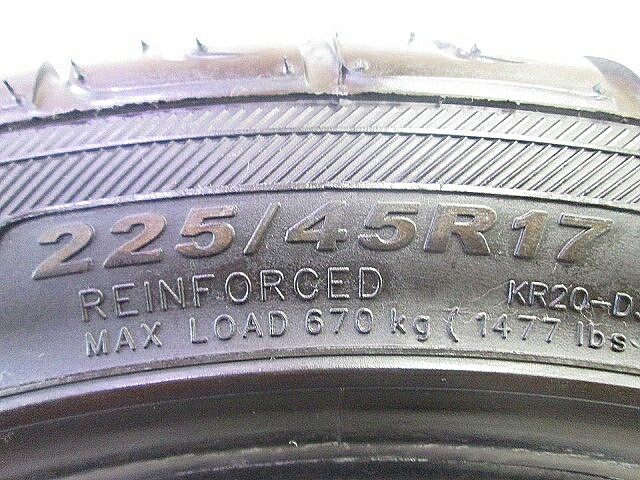 225/45R17
REINFORCED KR20-D
MAX LOAD 670 kg (1477 lbs